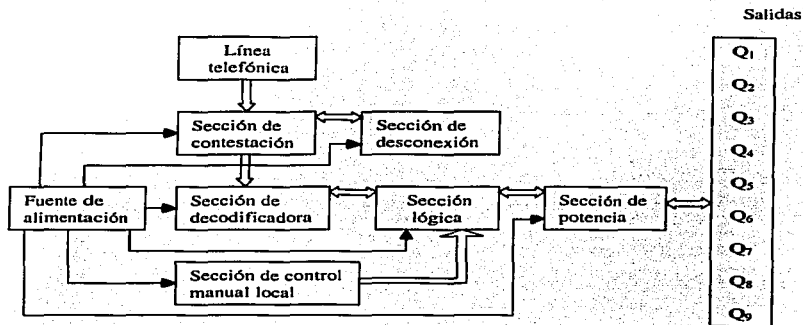 Salidas
Línea
telefónica
Sección de
contestación
Sección de
desconexión
Fuente de
alimentación
Sección de
decodificadora
Sección
lógica
Sección de
potencia
Sección de control
manual local
Q1
Q2
Q3
Q4
Q5
Q6
Q7
Q8
Q9